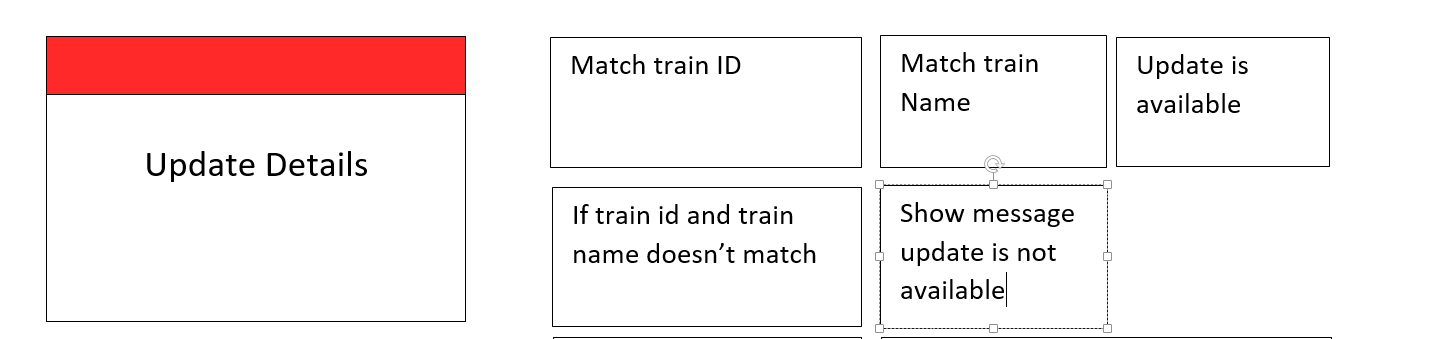 Update Details
Match train ID
Match train
Name
Update is
available
If train id and train
name doesn’t match
Show message
update is not
available